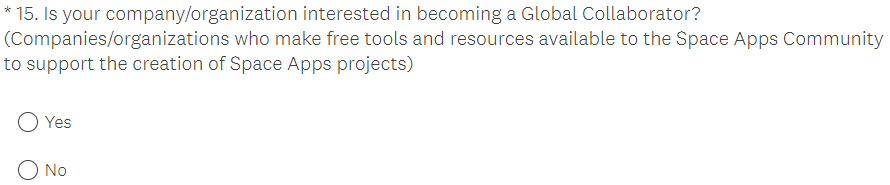 * 15. Is your company/organization interested in becoming a Global Collaborator?
(Companies/organizations who make free tools and resources available to the Space Apps Community
to support the creation of Space Apps projects)
Yes
No